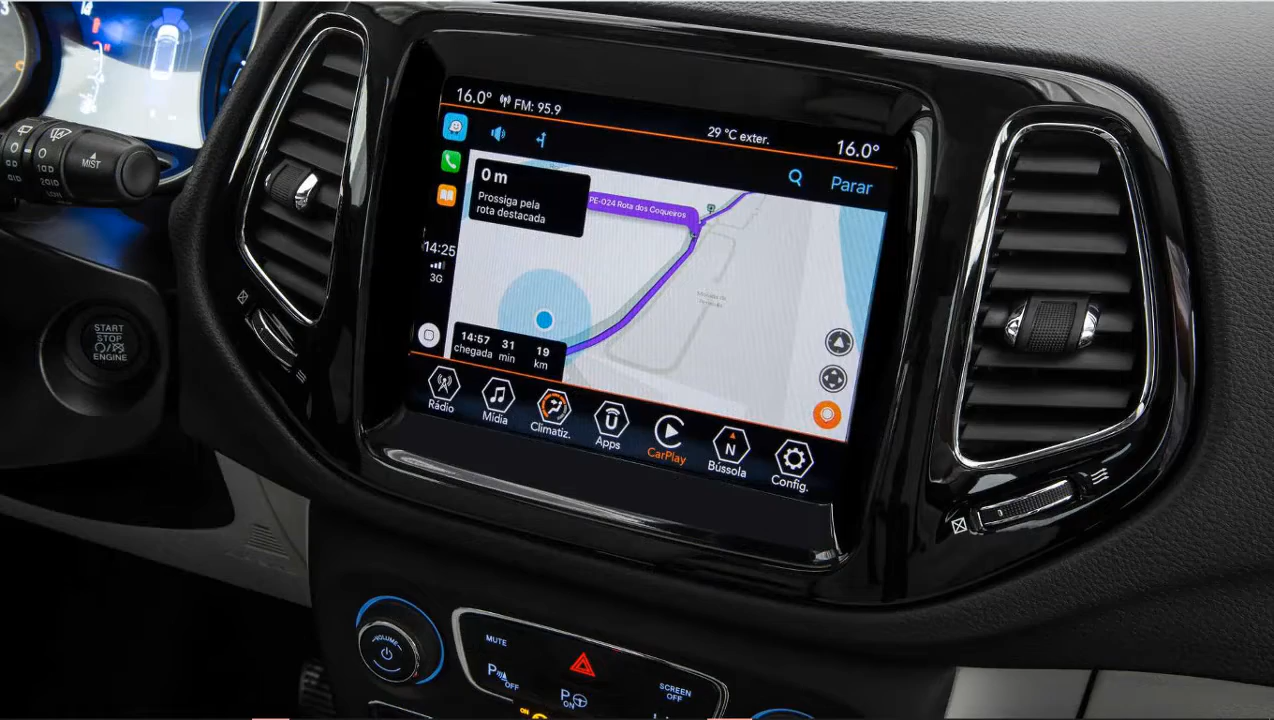 16.0°
FM: 95.9
29 °C exter.
16.0°
Parar
0 m
Prossiga pela
rota destacada
PE-024 Rota dos Coqueiros
14:25
3G
14:57
chegada
31
min
19
km
Rádio
Mídia
Climatiz.
Apps
CarPlay
N
Bússola
Config.
MIST
START
STOP
ENGINE
VOLUME
MUTE
P
OFF
P
ON
SCREEN
OFF